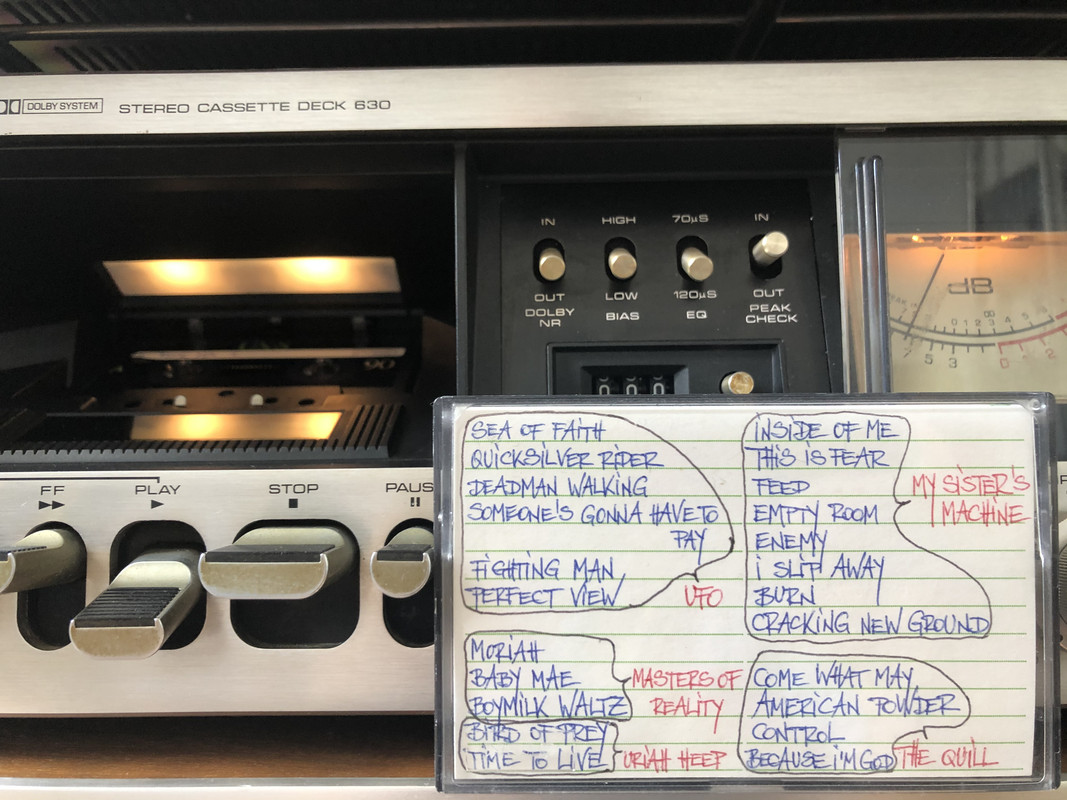 DOLBY SYSTEM STEREO CASSETTE DECK 630
IN HIGH 70µS IN
OUT LOW 120µS OUT
DOLBY NR BIAS EQ PEAK CHECK
dB
0 0 0
90
FF PLAY STOP PAUS
SEA OF FAITH
QUICKSILVER RIDER
DEADMAN WALKING
SOMEONE'S GONNA HAVE TO
PAY
FIGHTING MAN
PERFECT VIEW
UFO
MORIAH
BABY MAE
BOYMILK WALTZ
MASTERS OF
REALITY
BIRD OF PREY
TIME TO LIVE
URIAH HEEP
INSIDE OF ME
THIS IS FEAR
FEED
EMPTY ROOM
ENEMY
I SLIP AWAY
BURN
CRACKING NEW GROUND
MY SISTER'S
MACHINE
COME WHAT MAY
AMERICAN POWDER
CONTROL
BECAUSE I'M GOD
THE QUILL